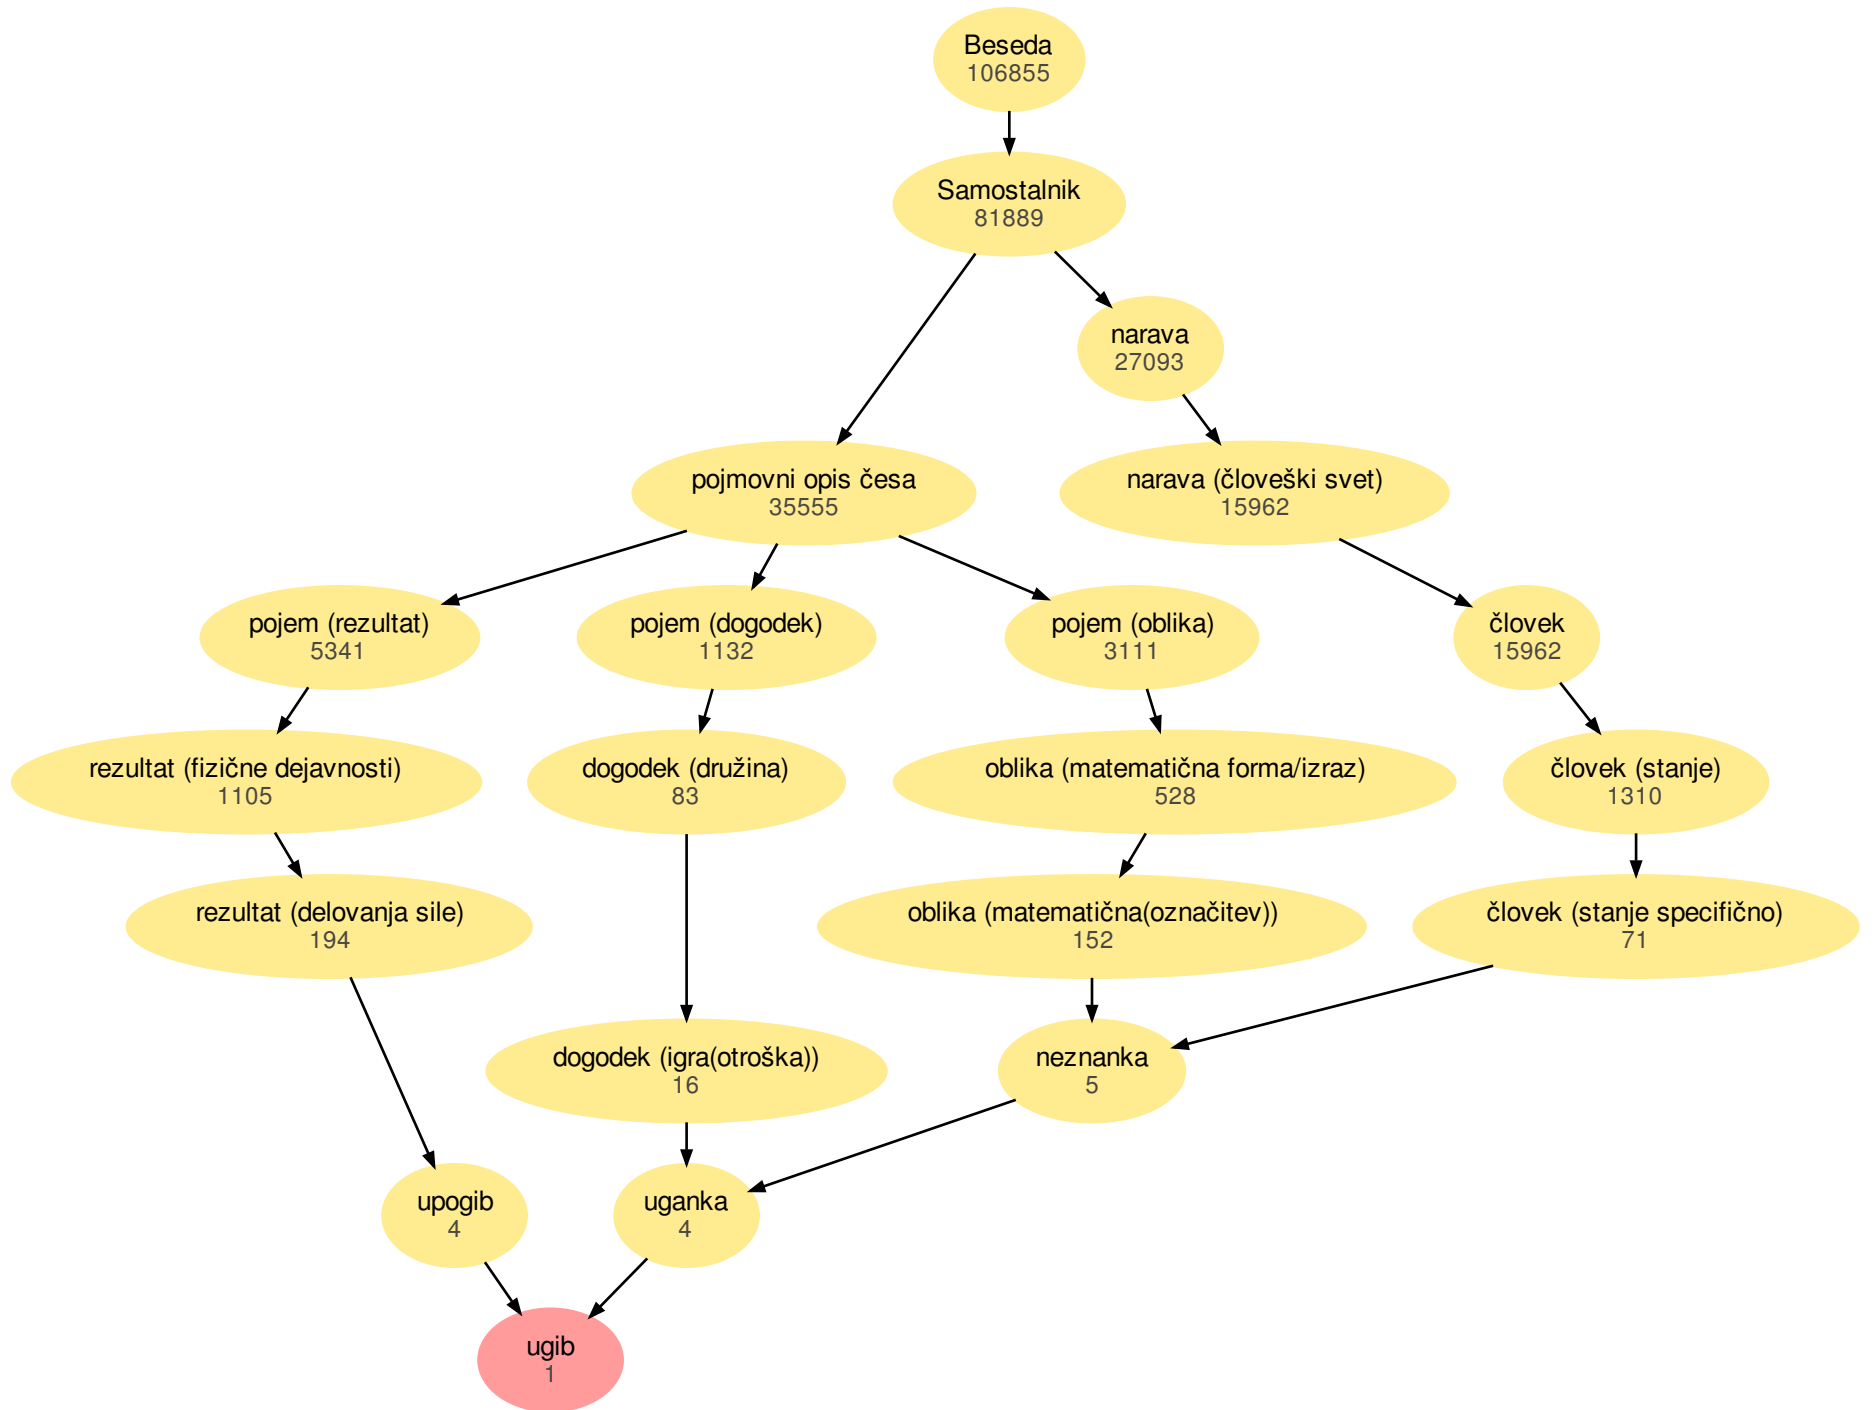 Beseda
106855
Samostalnik
81889
narava
27093
pojmovni opis česa
35555
narava (človeški svet)
15962
pojem (rezultat)
5341
pojem (dogodek)
1132
pojem (oblika)
3111
človek
15962
rezultat (fizične dejavnosti)
1105
dogodek (družina)
83
oblika (matematična forma/izraz)
528
človek (stanje)
1310
rezultat (delovanja sile)
194
oblika (matematična(označitev))
152
človek (stanje specifično)
71
dogodek (igra(otroška))
16
neznanka
5
upogib
4
uganka
4
ugib
1